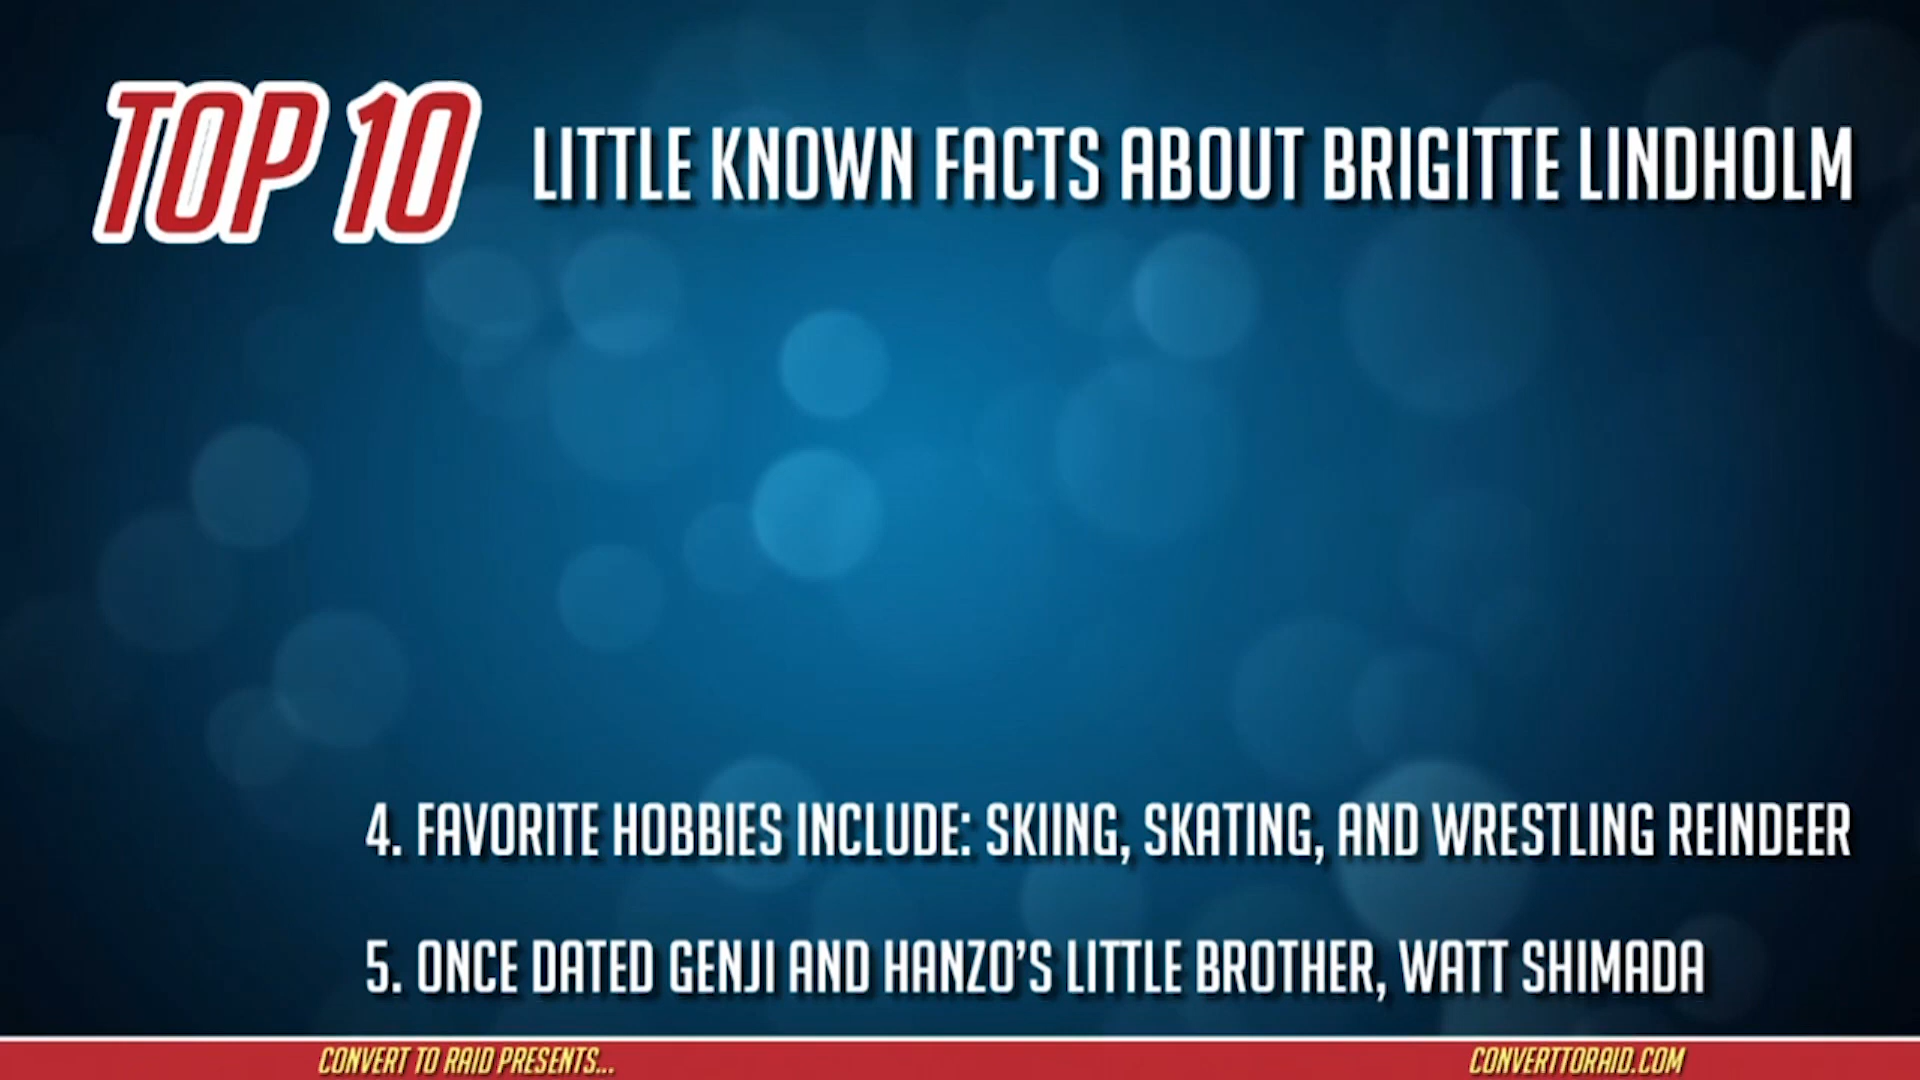 TOP 10
LITTLE KNOWN FACTS ABOUT BRIGITTE LINDHOLM
4. FAVORITE HOBBIES INCLUDE: SKIING, SKATING, AND WRESTLING REINDEER
5. ONCE DATED GENJI AND HANZO'S LITTLE BROTHER, WATT SHIMADA
CONVERT TO RAID PRESENTS...
CONVERTTORAID.COM